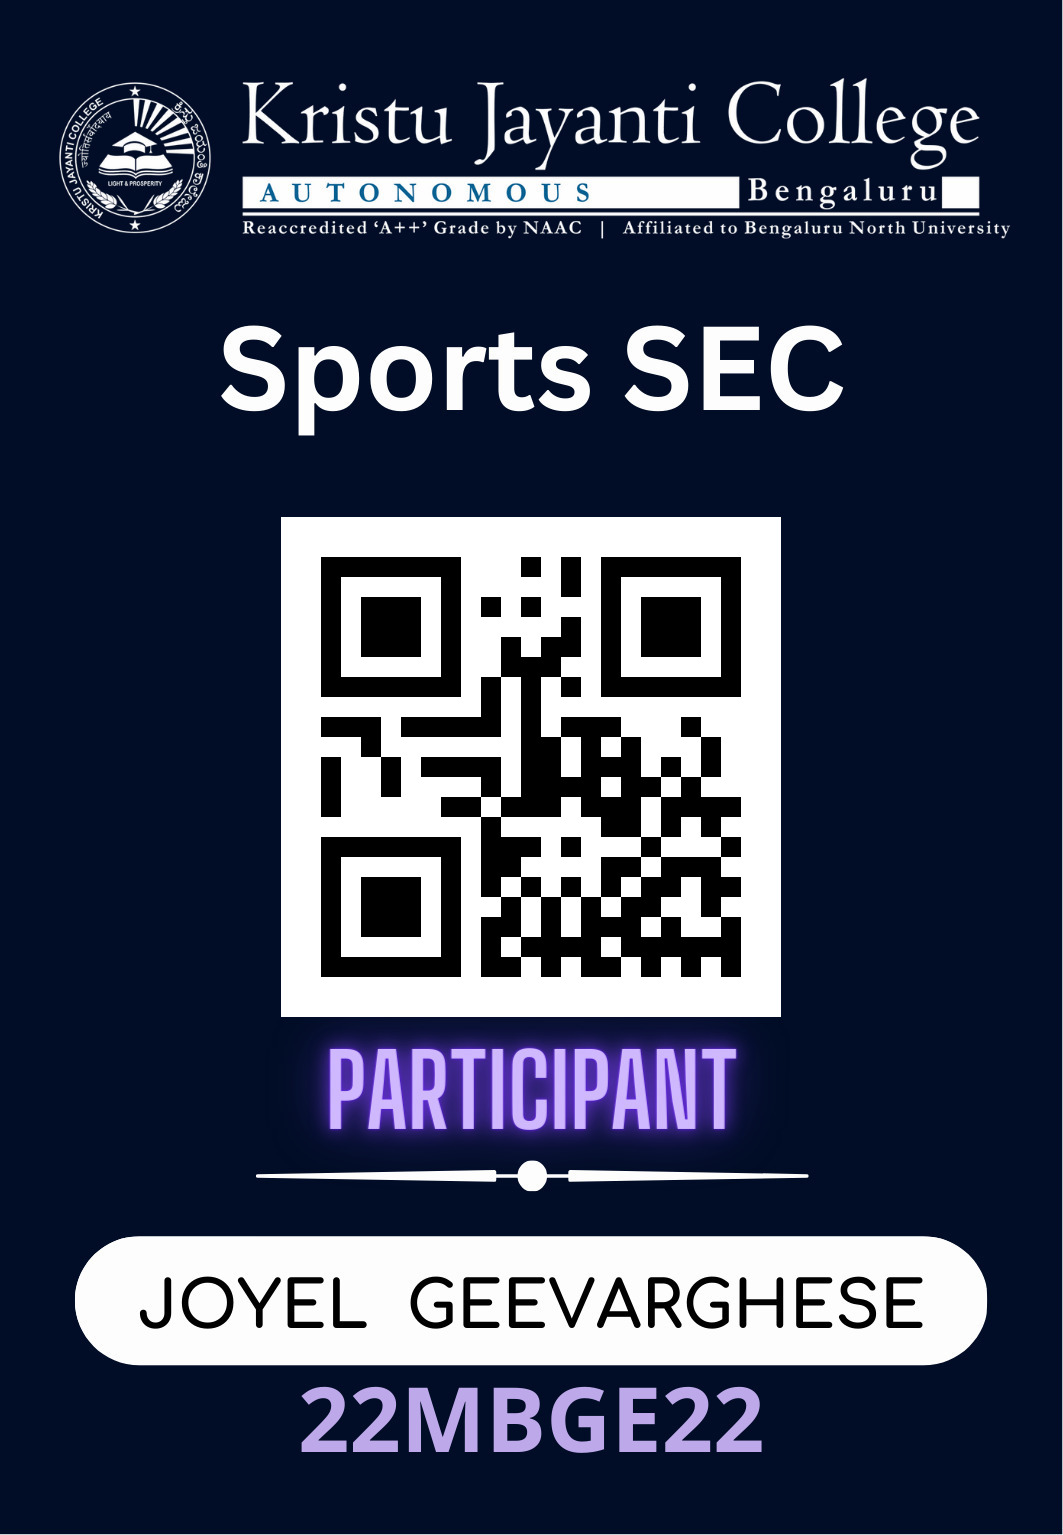 KRISTU JAYANTI COLLEGE
LIGHT & PROSPERITY
Kristu Jayanti College
AUTONOMOUS Bengaluru
Reaccredited ‘A++’ Grade by NAAC | Affiliated to Bengaluru North University
Sports SEC
PARTICIPANT
JOYEL GEEVARGHESE
22MBGE22